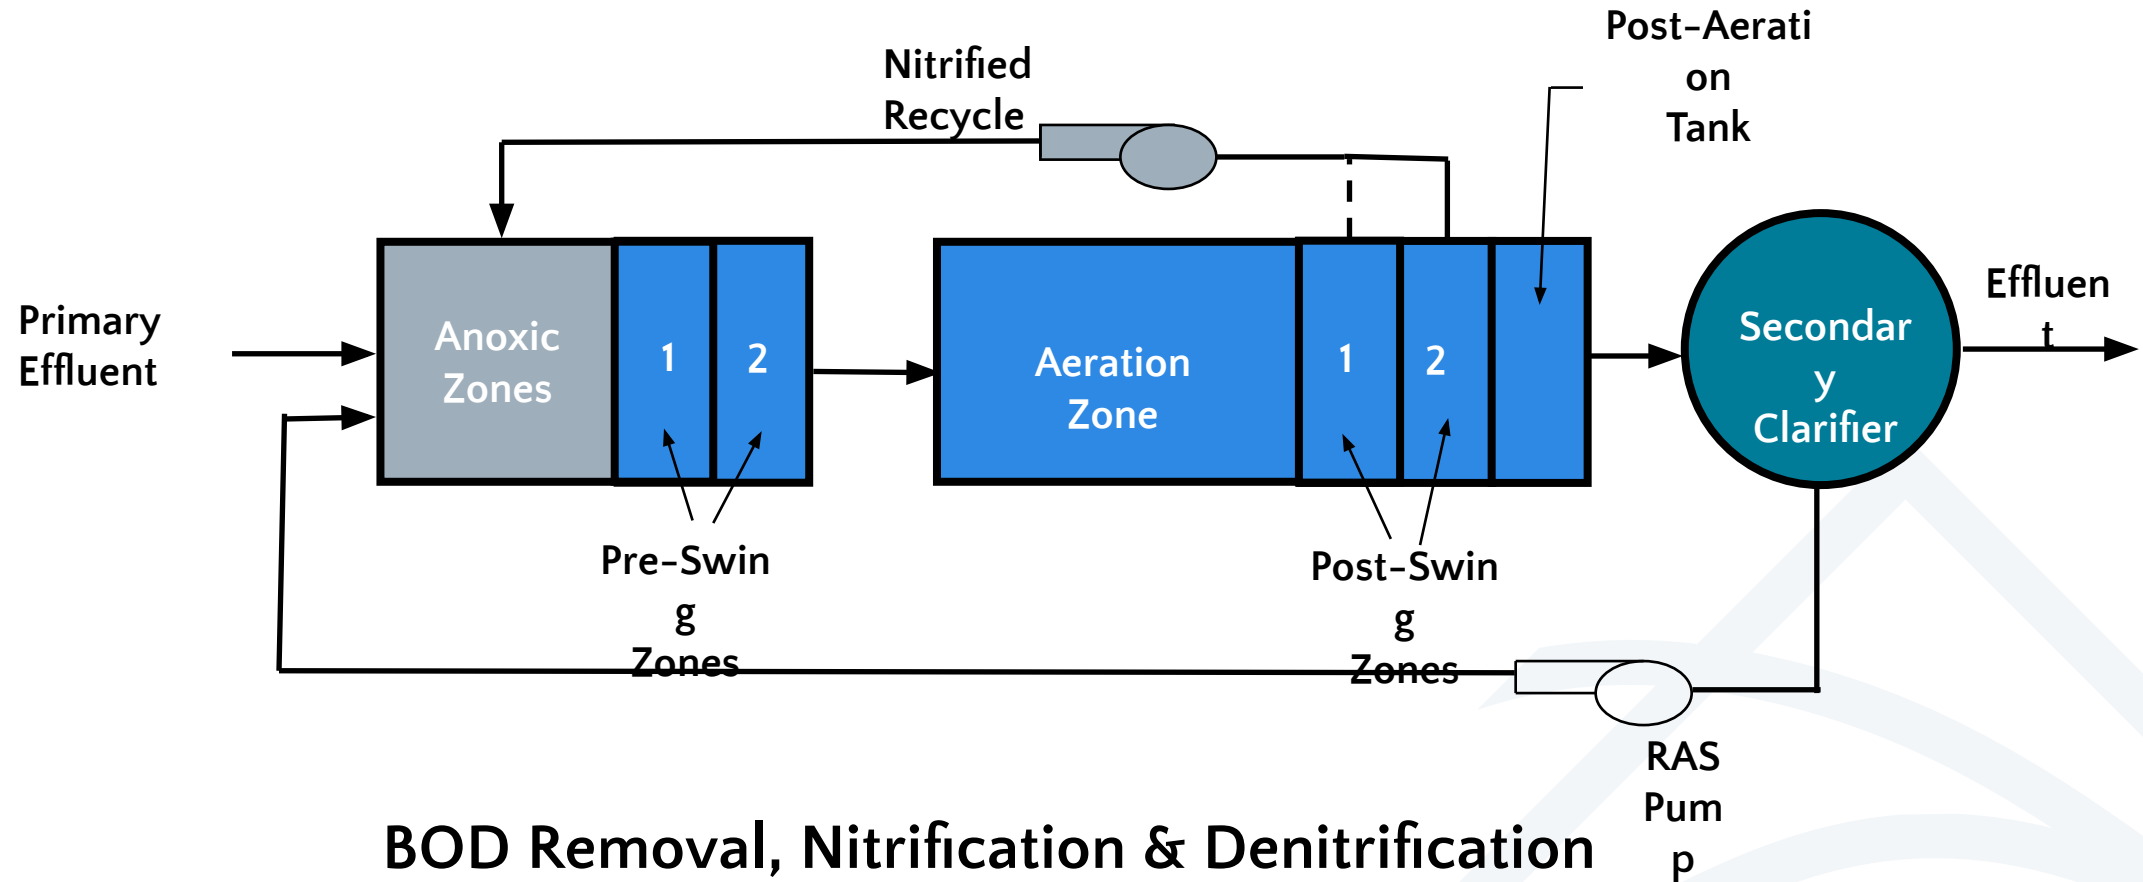 Post-Aerati
on
Tank
Nitrified
Recycle
Primary
Effluent
Anoxic
Zones
1
2
Aeration
Zone
1
2
Secondar
y
Clarifier
Effluen
t
Pre-Swin
g
Zones
Post-Swin
g
Zones
RAS
Pum
p
BOD Removal, Nitrification & Denitrification